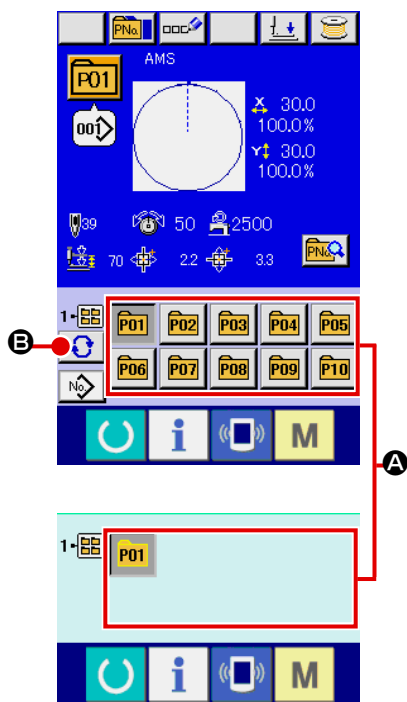 PNo.
AMS
P01
001
X 30.0
100.0%
Y 30.0
100.0%
39 50 2500
70 2.2 3.3 PNo.
1
P01 P02 P03 P04 P05
B
P06 P07 P08 P09 P10
No.
i M
A
1
P01
i M